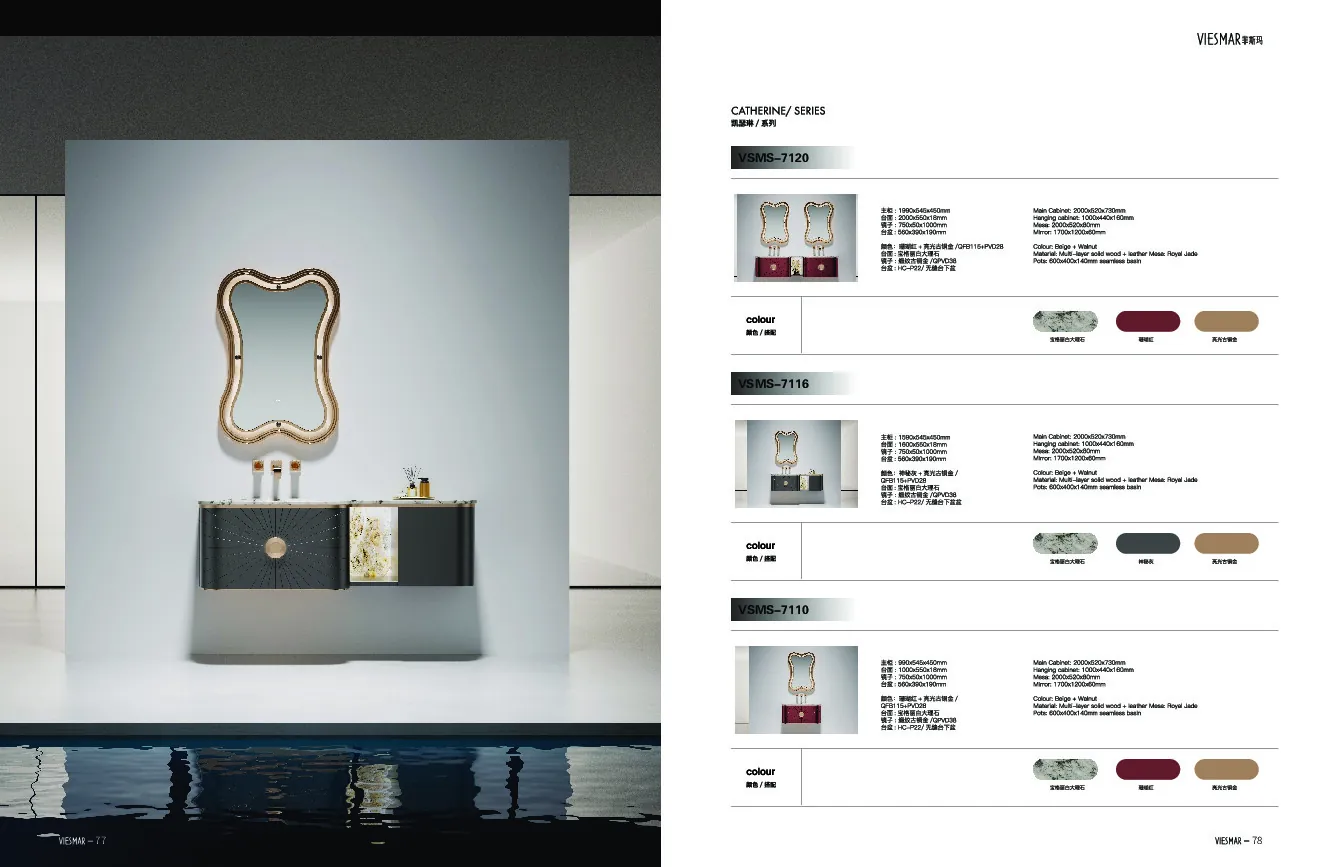 VIESMAR菲斯玛
CATHERINE/ SERIES
凯瑟琳 / 系列
VSMS-7120
主柜 : 1990x545x450mm
台面 : 2000x550x18mm
镜子 : 750x50x1000mm
台盆 : 560x390x190mm
颜色: 珊瑚红 + 亮光古铜金 /QFB115+PVD28
台面 : 宝格丽白大理石
镜子 : 缎纹古铜金 /QPVD36
台盆 : HC-P22/ 无缝台下盆
Main Cabinet: 2000x520x730mm
Hanging cabinet: 1000x440x160mm
Mesa: 2000x520x80mm
Mirror: 1700x1200x60mm
Colour: Beige + Walnut
Material: Multi-layer solid wood + leather Mesa: Royal Jade
Pots: 600x400x140mm seamless basin
colour
颜色 / 搭配
宝格丽白大理石
珊瑚红
亮光古铜金
VSMS-7116
主柜 : 1590x545x450mm
台面 : 1600x550x18mm
镜子 : 750x50x1000mm
台盆 : 560x390x190mm
颜色: 神秘灰 + 亮光古铜金 /
QFB115+PVD28
台面 : 宝格丽白大理石
镜子 : 缎纹古铜金 /QPVD36
台盆 : HC-P22/ 无缝台下盆盆
Main Cabinet: 2000x520x730mm
Hanging cabinet: 1000x440x160mm
Mesa: 2000x520x80mm
Mirror: 1700x1200x60mm
Colour: Beige + Walnut
Material: Multi-layer solid wood + leather Mesa: Royal Jade
Pots: 600x400x140mm seamless basin
colour
颜色 / 搭配
宝格丽白大理石
神秘灰
亮光古铜金
VSMS-7110
主柜 : 990x545x450mm
台面 : 1000x550x18mm
镜子 : 750x50x1000mm
台盆 : 560x390x190mm
颜色: 珊瑚红 + 亮光古铜金 /
QFB115+PVD28
台面 : 宝格丽白大理石
镜子 : 缎纹古铜金 /QPVD36
台盆 : HC-P22/ 无缝台下盆
Main Cabinet: 2000x520x730mm
Hanging cabinet: 1000x440x160mm
Mesa: 2000x520x80mm
Mirror: 1700x1200x60mm
Colour: Beige + Walnut
Material: Multi-layer solid wood + leather Mesa: Royal Jade
Pots: 600x400x140mm seamless basin
colour
颜色 / 搭配
宝格丽白大理石
珊瑚红
亮光古铜金
VIESMAR — 77
VIESMAR — 78